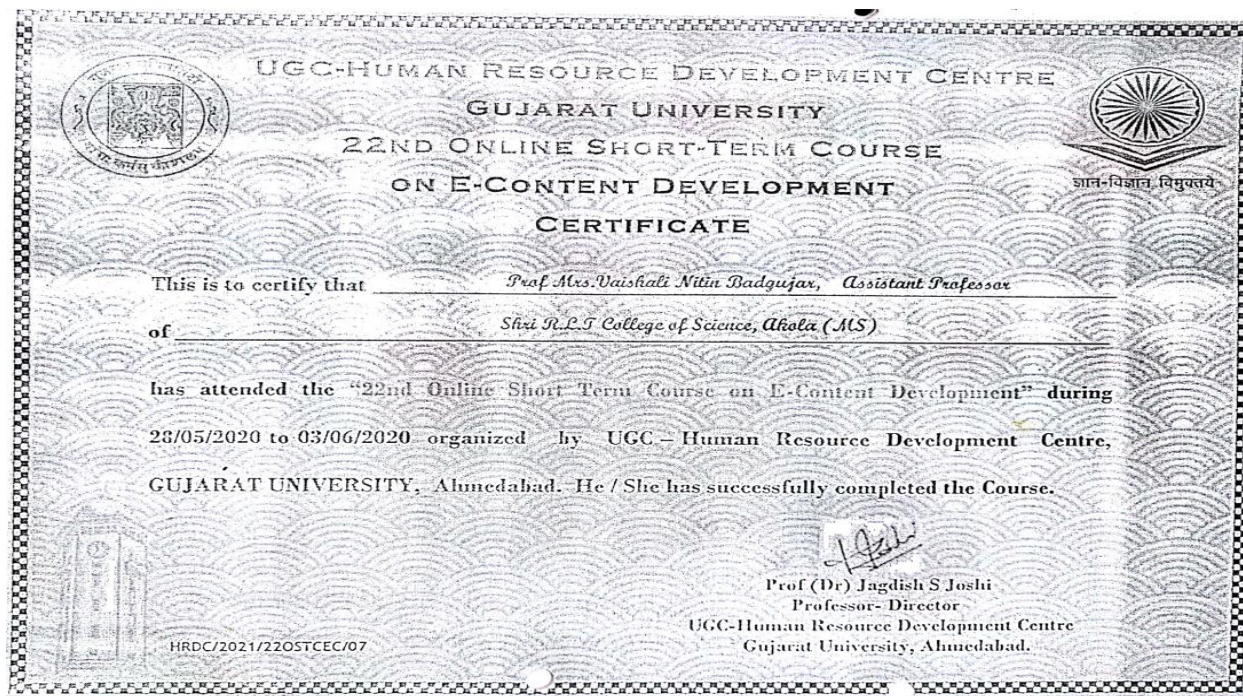 UGC-HUMAN RESOURCE DEVELOPMENT CENTRE
GUJARAT UNIVERSITY
22ND ONLINE SHORT-TERM COURSE
ON E-CONTENT DEVELOPMENT
CERTIFICATE
ज्ञान-विज्ञान विमुक्तये
This is to certify that Prof Mrs.Vaishali Nitin Badgujar, Assistant Professor
of Shri R.L.T College of Science, Akola (MS)
has attended the “22nd Online Short Term Course on E-Content Development” during
28/05/2020 to 03/06/2020 organized by UGC – Human Resource Development Centre,
GUJARAT UNIVERSITY, Ahmedabad. He / She has successfully completed the Course.
Prof (Dr) Jagdish S Joshi
Professor- Director
UGC-Human Resource Development Centre
Gujarat University, Ahmedabad.
HRDC/2021/22OSTCEC/07